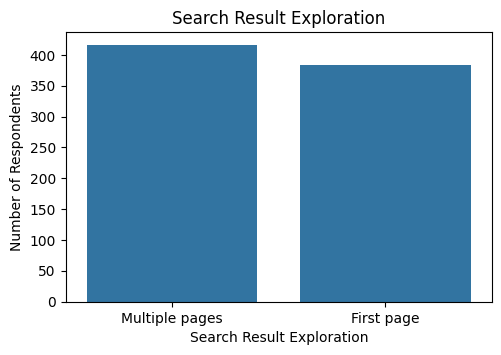 Search Result Exploration
Number of Respondents
400
350
300
250
200
150
100
50
0
Multiple pages First page
Search Result Exploration